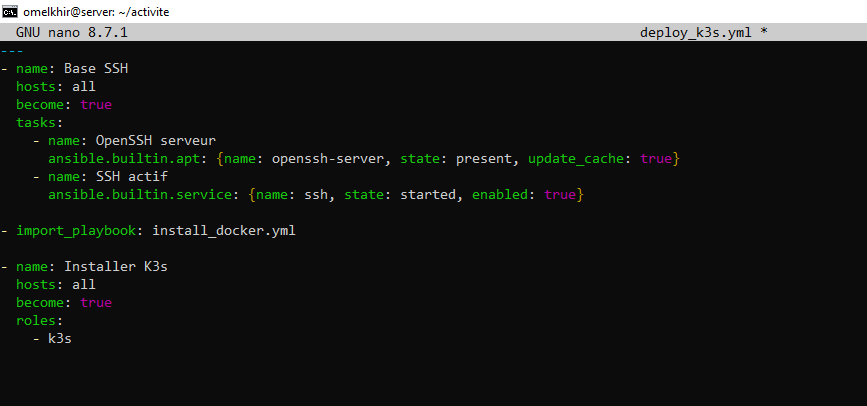 omelkhir@server: ~/activite
GNU nano 8.7.1 deploy_k3s.yml *
---
- name: Base SSH
  hosts: all
  become: true
  tasks:
    - name: OpenSSH serveur
      ansible.builtin.apt: {name: openssh-server, state: present, update_cache: true}
    - name: SSH actif
      ansible.builtin.service: {name: ssh, state: started, enabled: true}

- import_playbook: install_docker.yml

- name: Installer K3s
  hosts: all
  become: true
  roles:
    - k3s